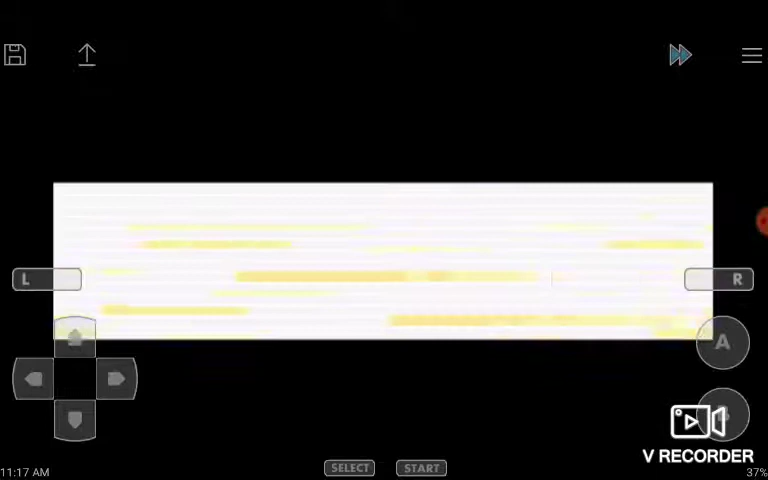 L
R
A
SELECT
START
V RECORDER
11:17 AM
37%